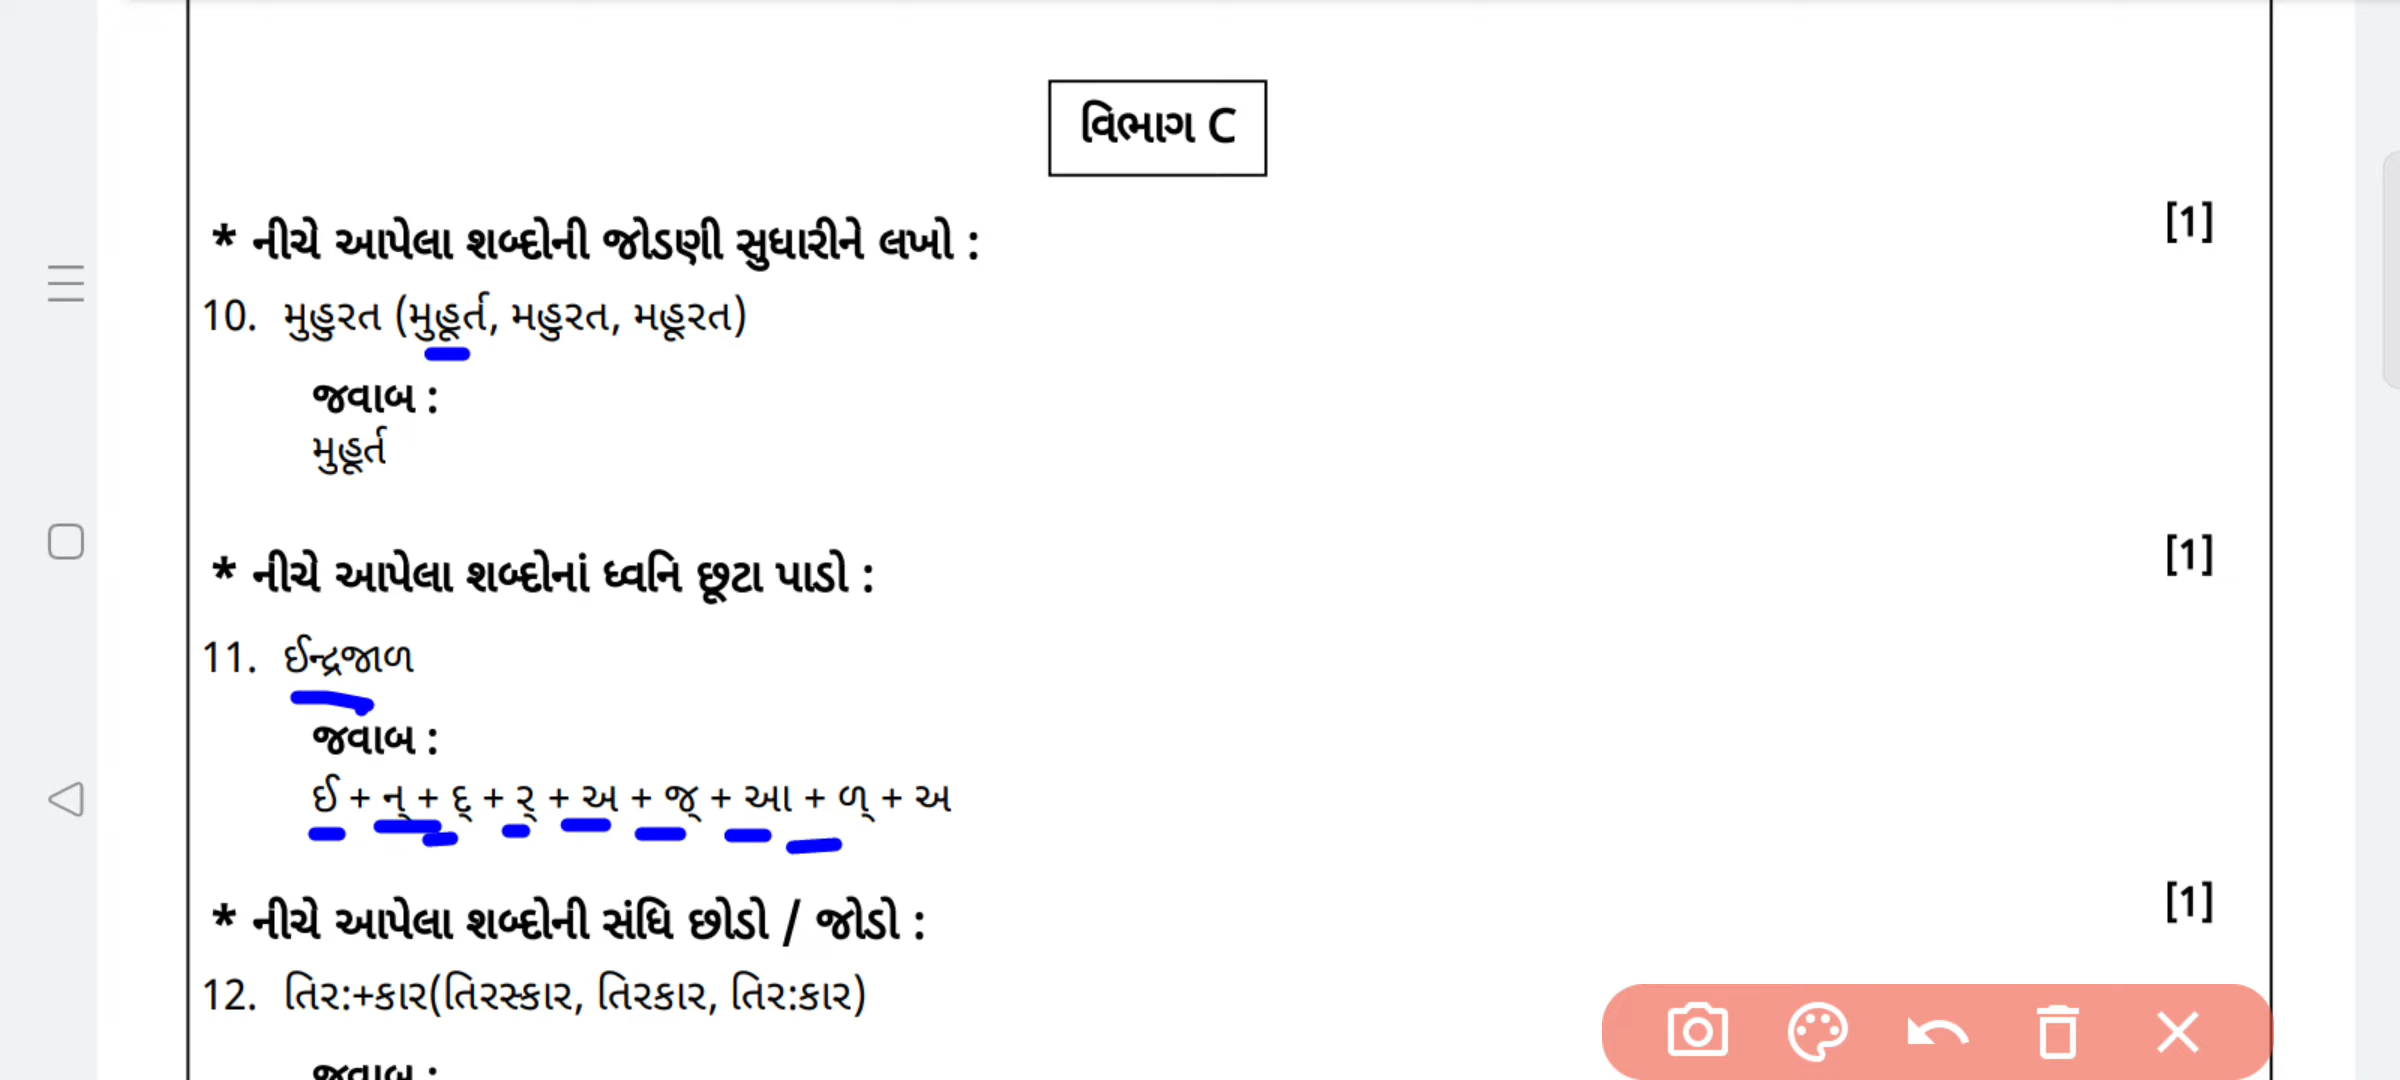 વિભાગ C
* નીચે આપેલા શબ્દોની જોડણી સુધારીને લખો : [1]
10. મુહુરત (મુહૂર્ત, મહુરત, મહૂરત)
જવાબ :
મુહૂર્ત
* નીચે આપેલા શબ્દોનાં ધ્વનિ છૂટા પાડો : [1]
11. ઈન્દ્રજાળ
જવાબ :
ઈ + ન્ + દ્ + ર્ + અ + જ્ + આ + ળ્ + અ
* નીચે આપેલા શબ્દોની સંધિ છોડો / જોડો : [1]
12. તિર:+કાર(તિરસ્કાર, તિરકાર, તિર:કાર)
જવાબ :